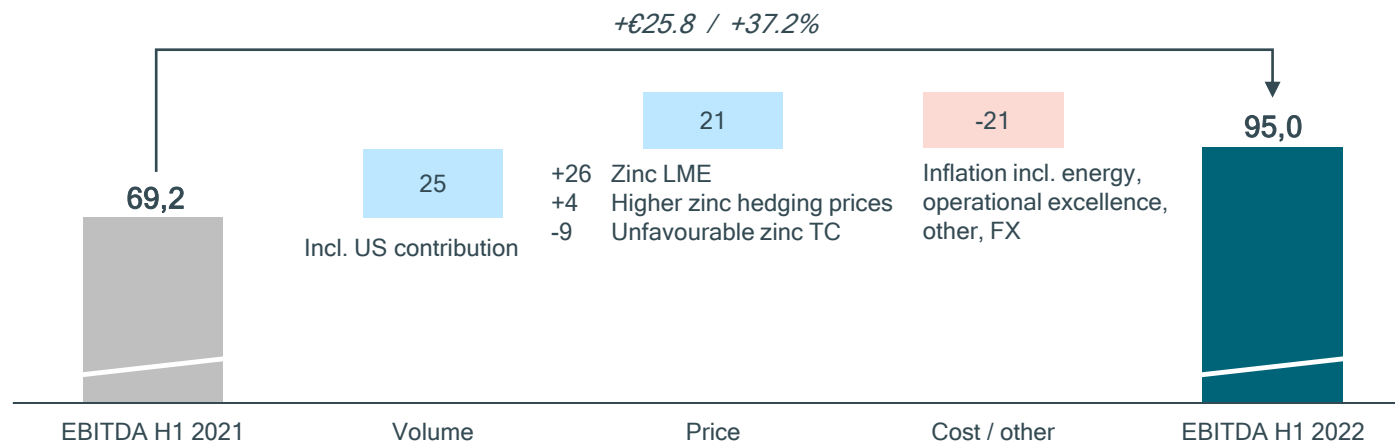 +€25.8 / +37.2%
69,2
25
Incl. US contribution
21
+26 Zinc LME
+4 Higher zinc hedging prices
-9 Unfavourable zinc TC
-21
Inflation incl. energy,
operational excellence,
other, FX
95,0
EBITDA H1 2021
Volume
Price
Cost / other
EBITDA H1 2022